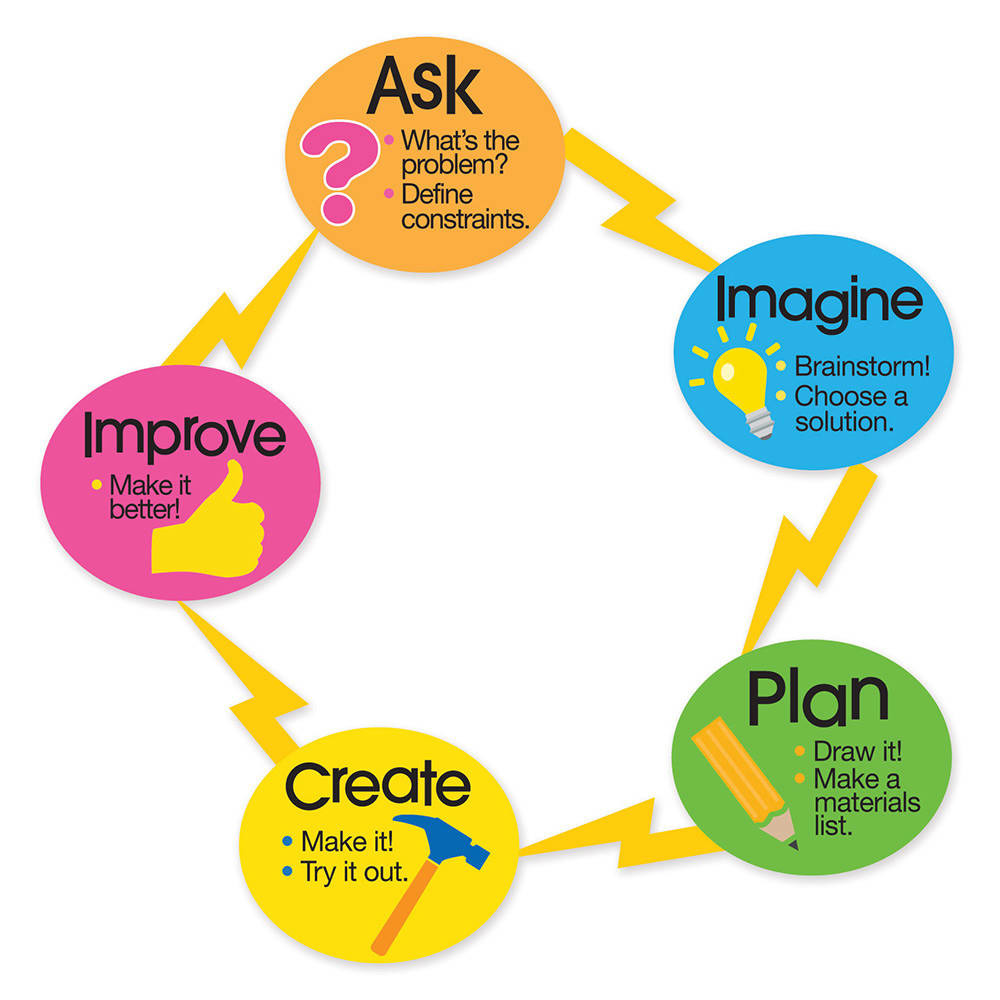 Ask
• What's the
problem?
• Define
constraints.
Imagine
• Brainstorm!
• Choose a
solution.
Plan
• Draw it!
• Make a
materials
list.
Create
• Make it!
• Try it out.
Improve
• Make it
better!